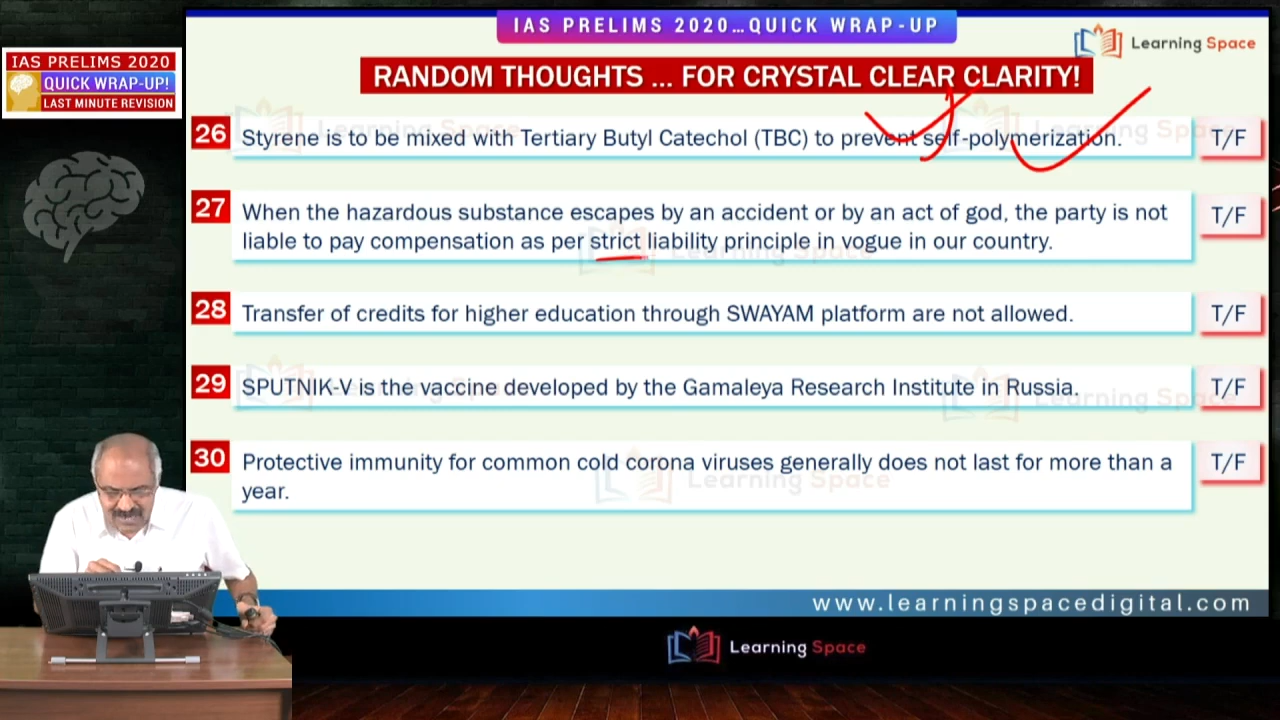 IAS PRELIMS 2020...QUICK WRAP-UP
Learning Space
IAS PRELIMS 2020
QUICK WRAP-UP!
LAST MINUTE REVISION
RANDOM THOUGHTS ... FOR CRYSTAL CLEAR CLARITY!
26 Styrene is to be mixed with Tertiary Butyl Catechol (TBC) to prevent self-polymerization. T/F
27 When the hazardous substance escapes by an accident or by an act of god, the party is not T/F
liable to pay compensation as per strict liability principle in vogue in our country.
28 Transfer of credits for higher education through SWAYAM platform are not allowed. T/F
29 SPUTNIK-V is the vaccine developed by the Gamaleya Research Institute in Russia. T/F
30 Protective immunity for common cold corona viruses generally does not last for more than a T/F
year.
www.learningspacedigital.com
Learning Space